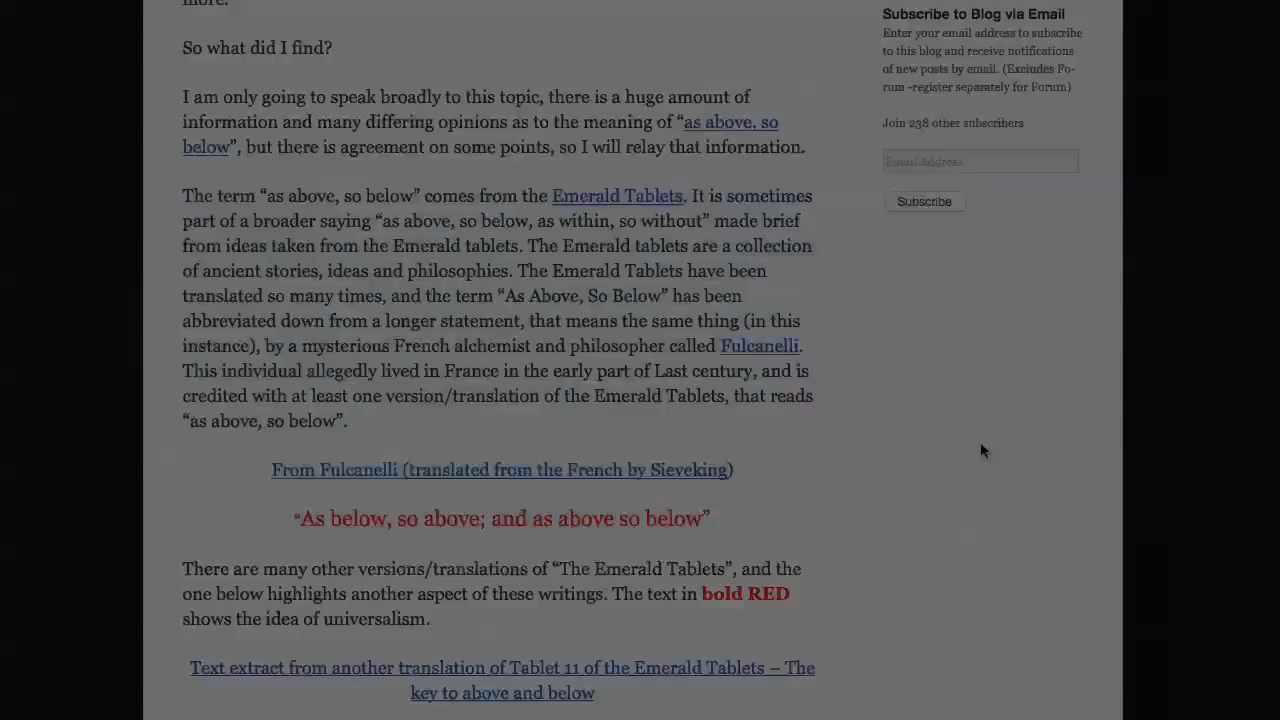 more.
So what did I find?
I am only going to speak broadly to this topic, there is a huge amount of
information and many differing opinions as to the meaning of “as above, so
below”, but there is agreement on some points, so I will relay that information.
The term “as above, so below” comes from the Emerald Tablets. It is sometimes
part of a broader saying “as above, so below, as within, so without” made brief
from ideas taken from the Emerald tablets. The Emerald tablets are a collection
of ancient stories, ideas and philosophies. The Emerald Tablets have been
translated so many times, and the term “As Above, So Below” has been
abbreviated down from a longer statement, that means the same thing (in this
instance), by a mysterious French alchemist and philosopher called Fulcanelli.
This individual allegedly lived in France in the early part of Last century, and is
credited with at least one version/translation of the Emerald Tablets, that reads
“as above, so below”.
From Fulcanelli (translated from the French by Sieveking)
“As below, so above; and as above so below”
There are many other versions/translations of “The Emerald Tablets”, and the
one below highlights another aspect of these writings. The text in bold RED
shows the idea of universalism.
Text extract from another translation of Tablet 11 of the Emerald Tablets – The
key to above and below
Subscribe to Blog via Email
Enter your email address to subscribe
to this blog and receive notifications
of new posts by email. (Excludes Fo-
rum -register separately for Forum)
Join 238 other subscribers
Email Address
Subscribe